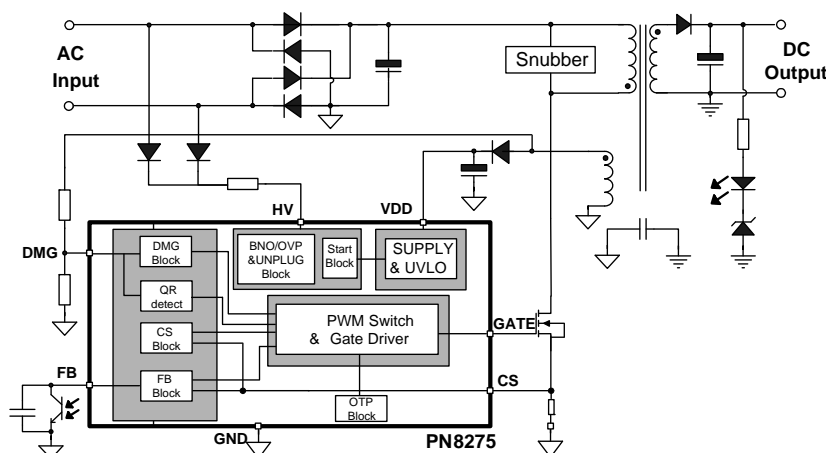 AC
Input
Snubber
DC
Output
HV
VDD
DMG
DMG
Block
BNO/OVP
&UNPLUG
Block
Start
Block
SUPPLY
& UVLO
QR
detect
PWM Switch
& Gate Driver
GATE
CS
Block
FB
FB
Block
CS
OTP
Block
GND
PN8275